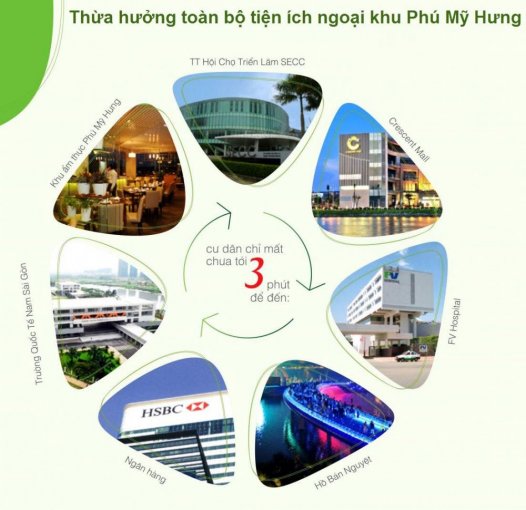 Thừa hưởng toàn bộ tiện ích ngoại khu Phú Mỹ Hưng
TT Hội Chợ Triển Lãm SECC
Khu ẩm thực Phú Mỹ Hưng
Crescent Mall
cư dân chỉ mất
chưa tới 3 phút
để đến:
Trường Quốc Tế Nam Sài Gòn
FV
FV Hospital
HSBC
Ngân hàng
Hồ Bán Nguyệt